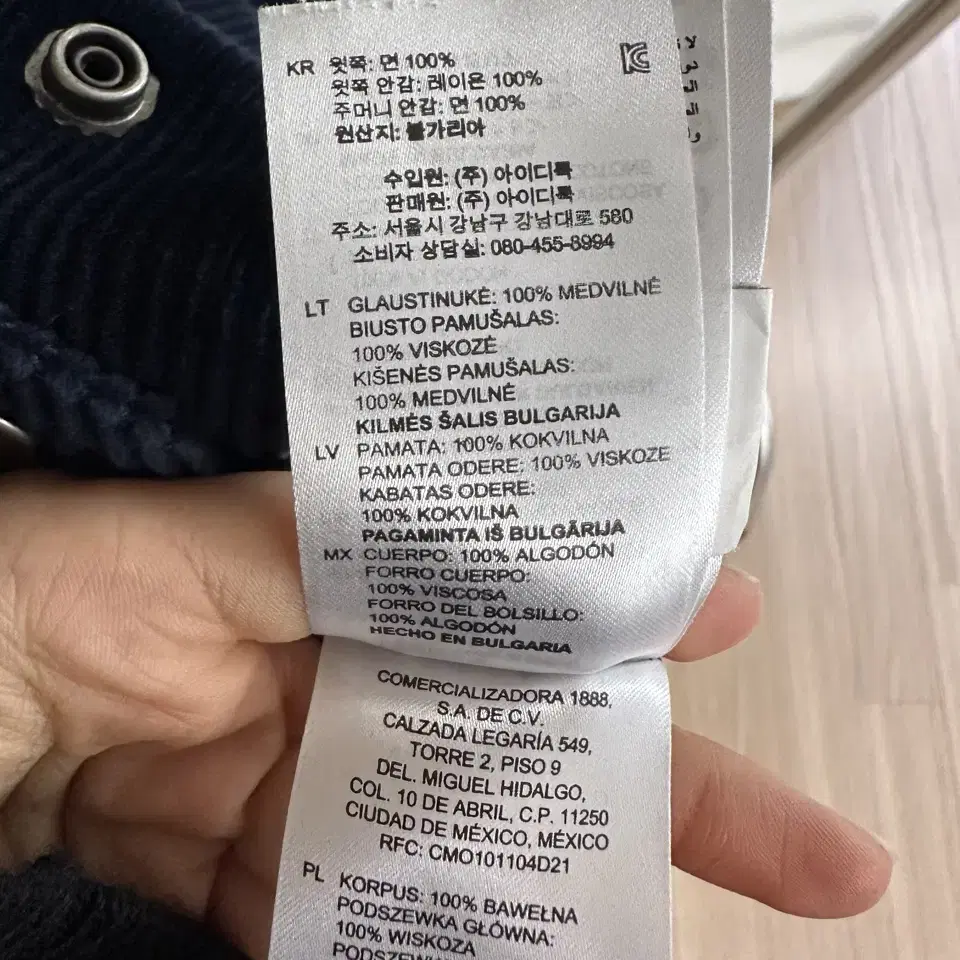 KR 윗쪽: 면 100%
윗쪽 안감: 레이온 100%
주머니 안감: 면 100%
원산지: 불가리아
수입원: (주) 아이디룩
판매원: (주) 아이디룩
주소: 서울시 강남구 강남대로 580
소비자 상담실: 080-455-8994
LT GLAUSTINUKĖ: 100% MEDVILNĖ
BIUSTO PAMUŠALAS:
100% VISKOZĖ
KIŠENĖS PAMUŠALAS:
100% MEDVILNĖ
KILMĖS ŠALIS BULGARIJA
LV PAMATA: 100% KOKVILNA
PAMATA ODERE: 100% VISKOZE
KABATAS ODERE:
100% KOKVILNA
PAGAMINTA IŠ BULGĀRIJA
MX CUERPO: 100% ALGODÓN
FORRO CUERPO:
100% VISCOSA
FORRO DEL BOLSILLO:
100% ALGODÓN
HECHO EN BULGARIA
COMERCIALIZADORA 1888,
S.A. DE C.V.
CALZADA LEGARÍA 549,
TORRE 2, PISO 9
DEL. MIGUEL HIDALGO,
COL. 10 DE ABRIL, C.P. 11250
CIUDAD DE MÉXICO, MÉXICO
RFC: CMO101104D21
PL KORPUS: 100% BAWEŁNA
PODSZEWKA GŁÓWNA:
100% WISKOZA